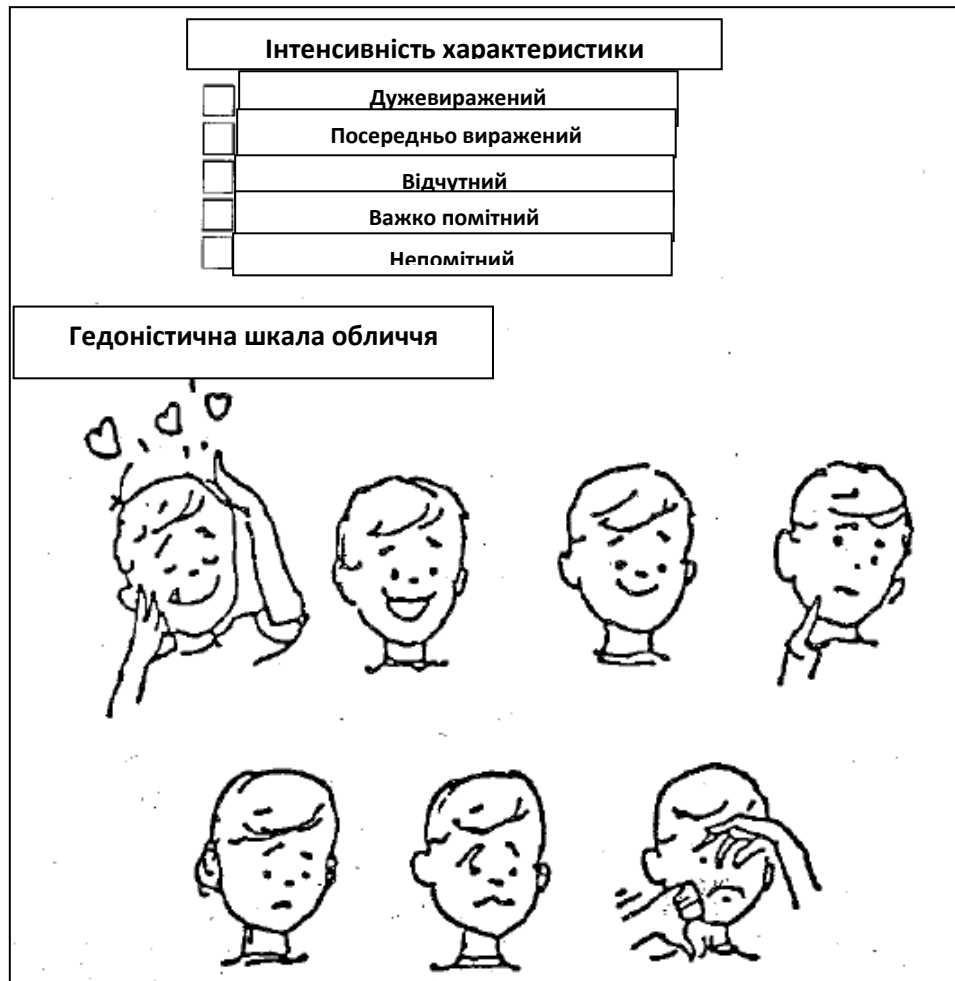 Інтенсивність характеристики
Дужевиражений
Посередньо виражений
Відчутний
Важко помітний
Непомітний
Гедоністична шкала обличчя